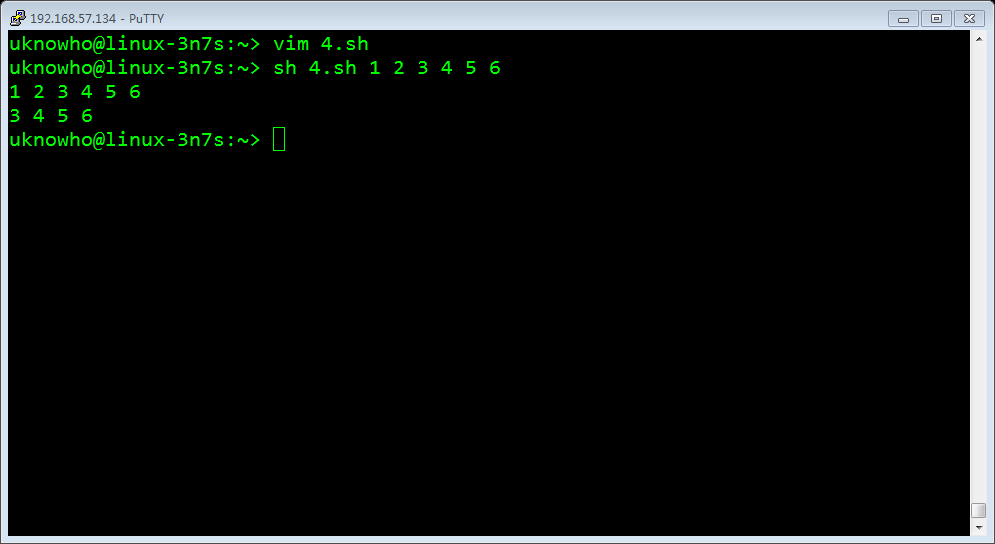 192.168.57.134 - PuTTY
uknowho@linux-3n7s:~> vim 4.sh
uknowho@linux-3n7s:~> sh 4.sh 1 2 3 4 5 6
1 2 3 4 5 6
3 4 5 6
uknowho@linux-3n7s:~>